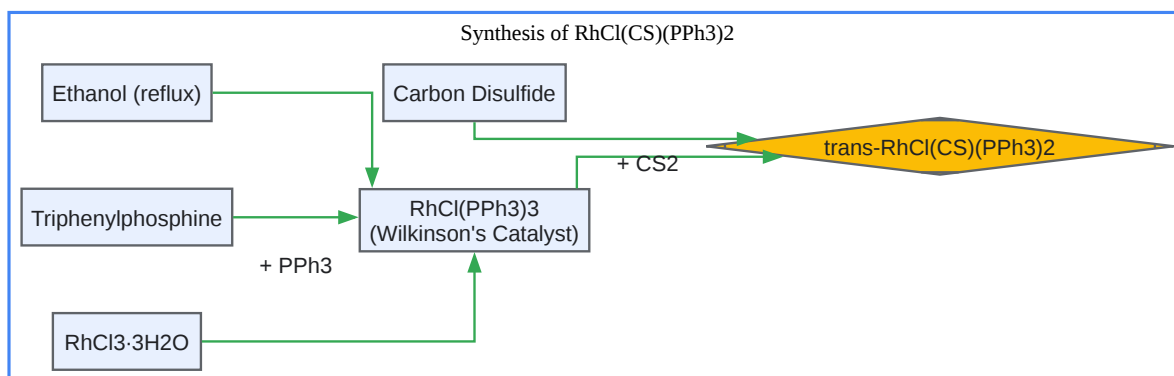 Synthesis of RhCl(CS)(PPh3)2
Ethanol (reflux)
Carbon Disulfide
trans-RhCl(CS)(PPh3)2
+ CS2
Triphenylphosphine
RhCl(PPh3)3
(Wilkinson's Catalyst)
+ PPh3
RhCl3·3H2O